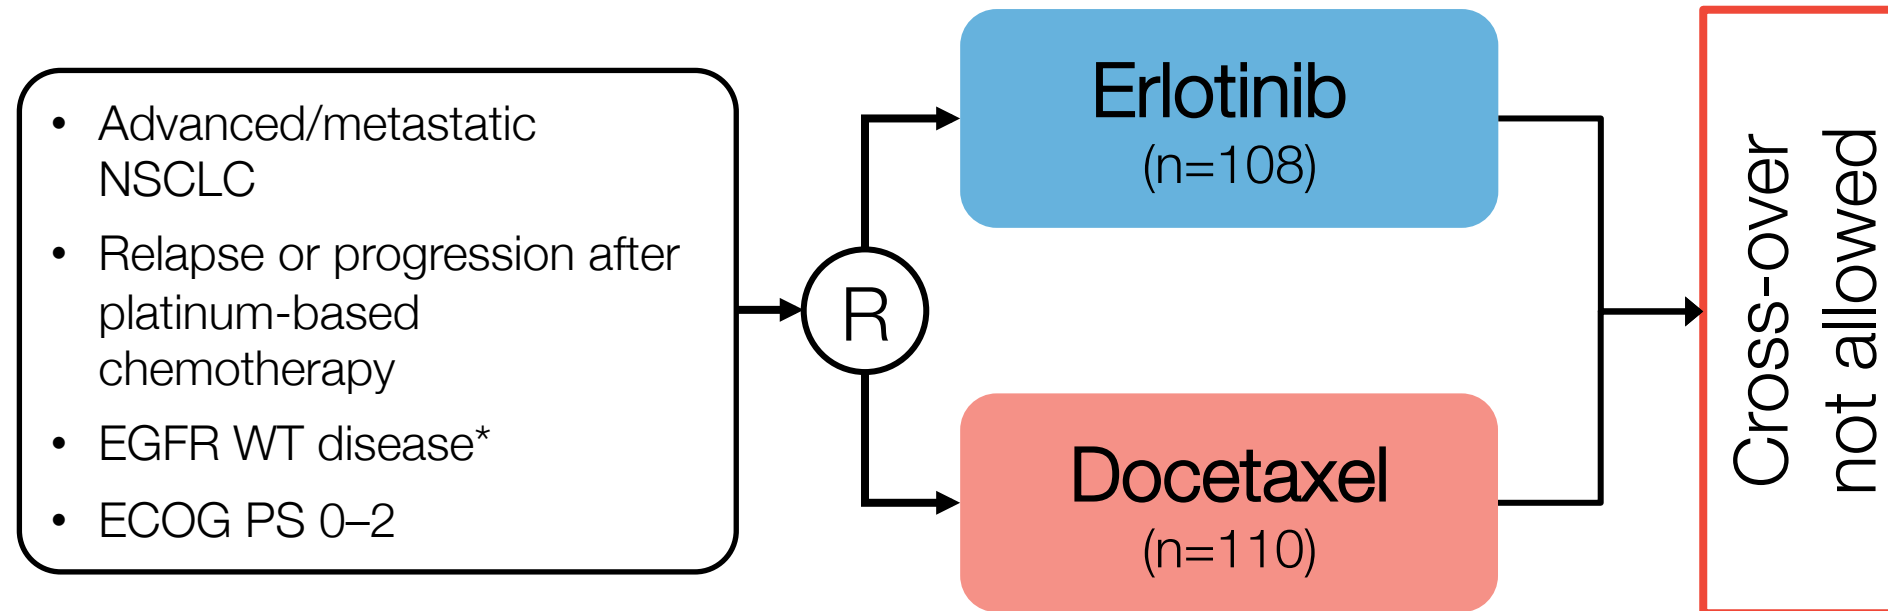 • Advanced/metastatic
NSCLC
• Relapse or progression after
platinum-based
chemotherapy
• EGFR WT disease*
• ECOG PS 0–2
R
Erlotinib
(n=108)
Docetaxel
(n=110)
Cross-over
not allowed